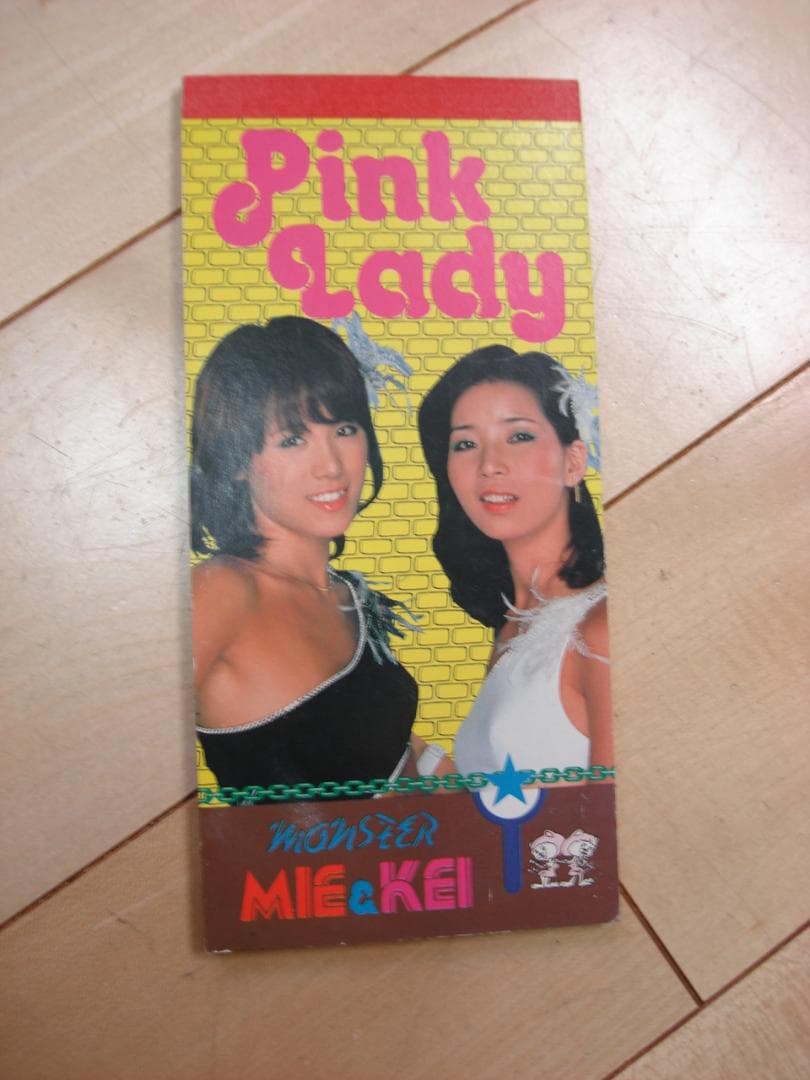 Pink
Lady
MONSTER
MIE & KEI